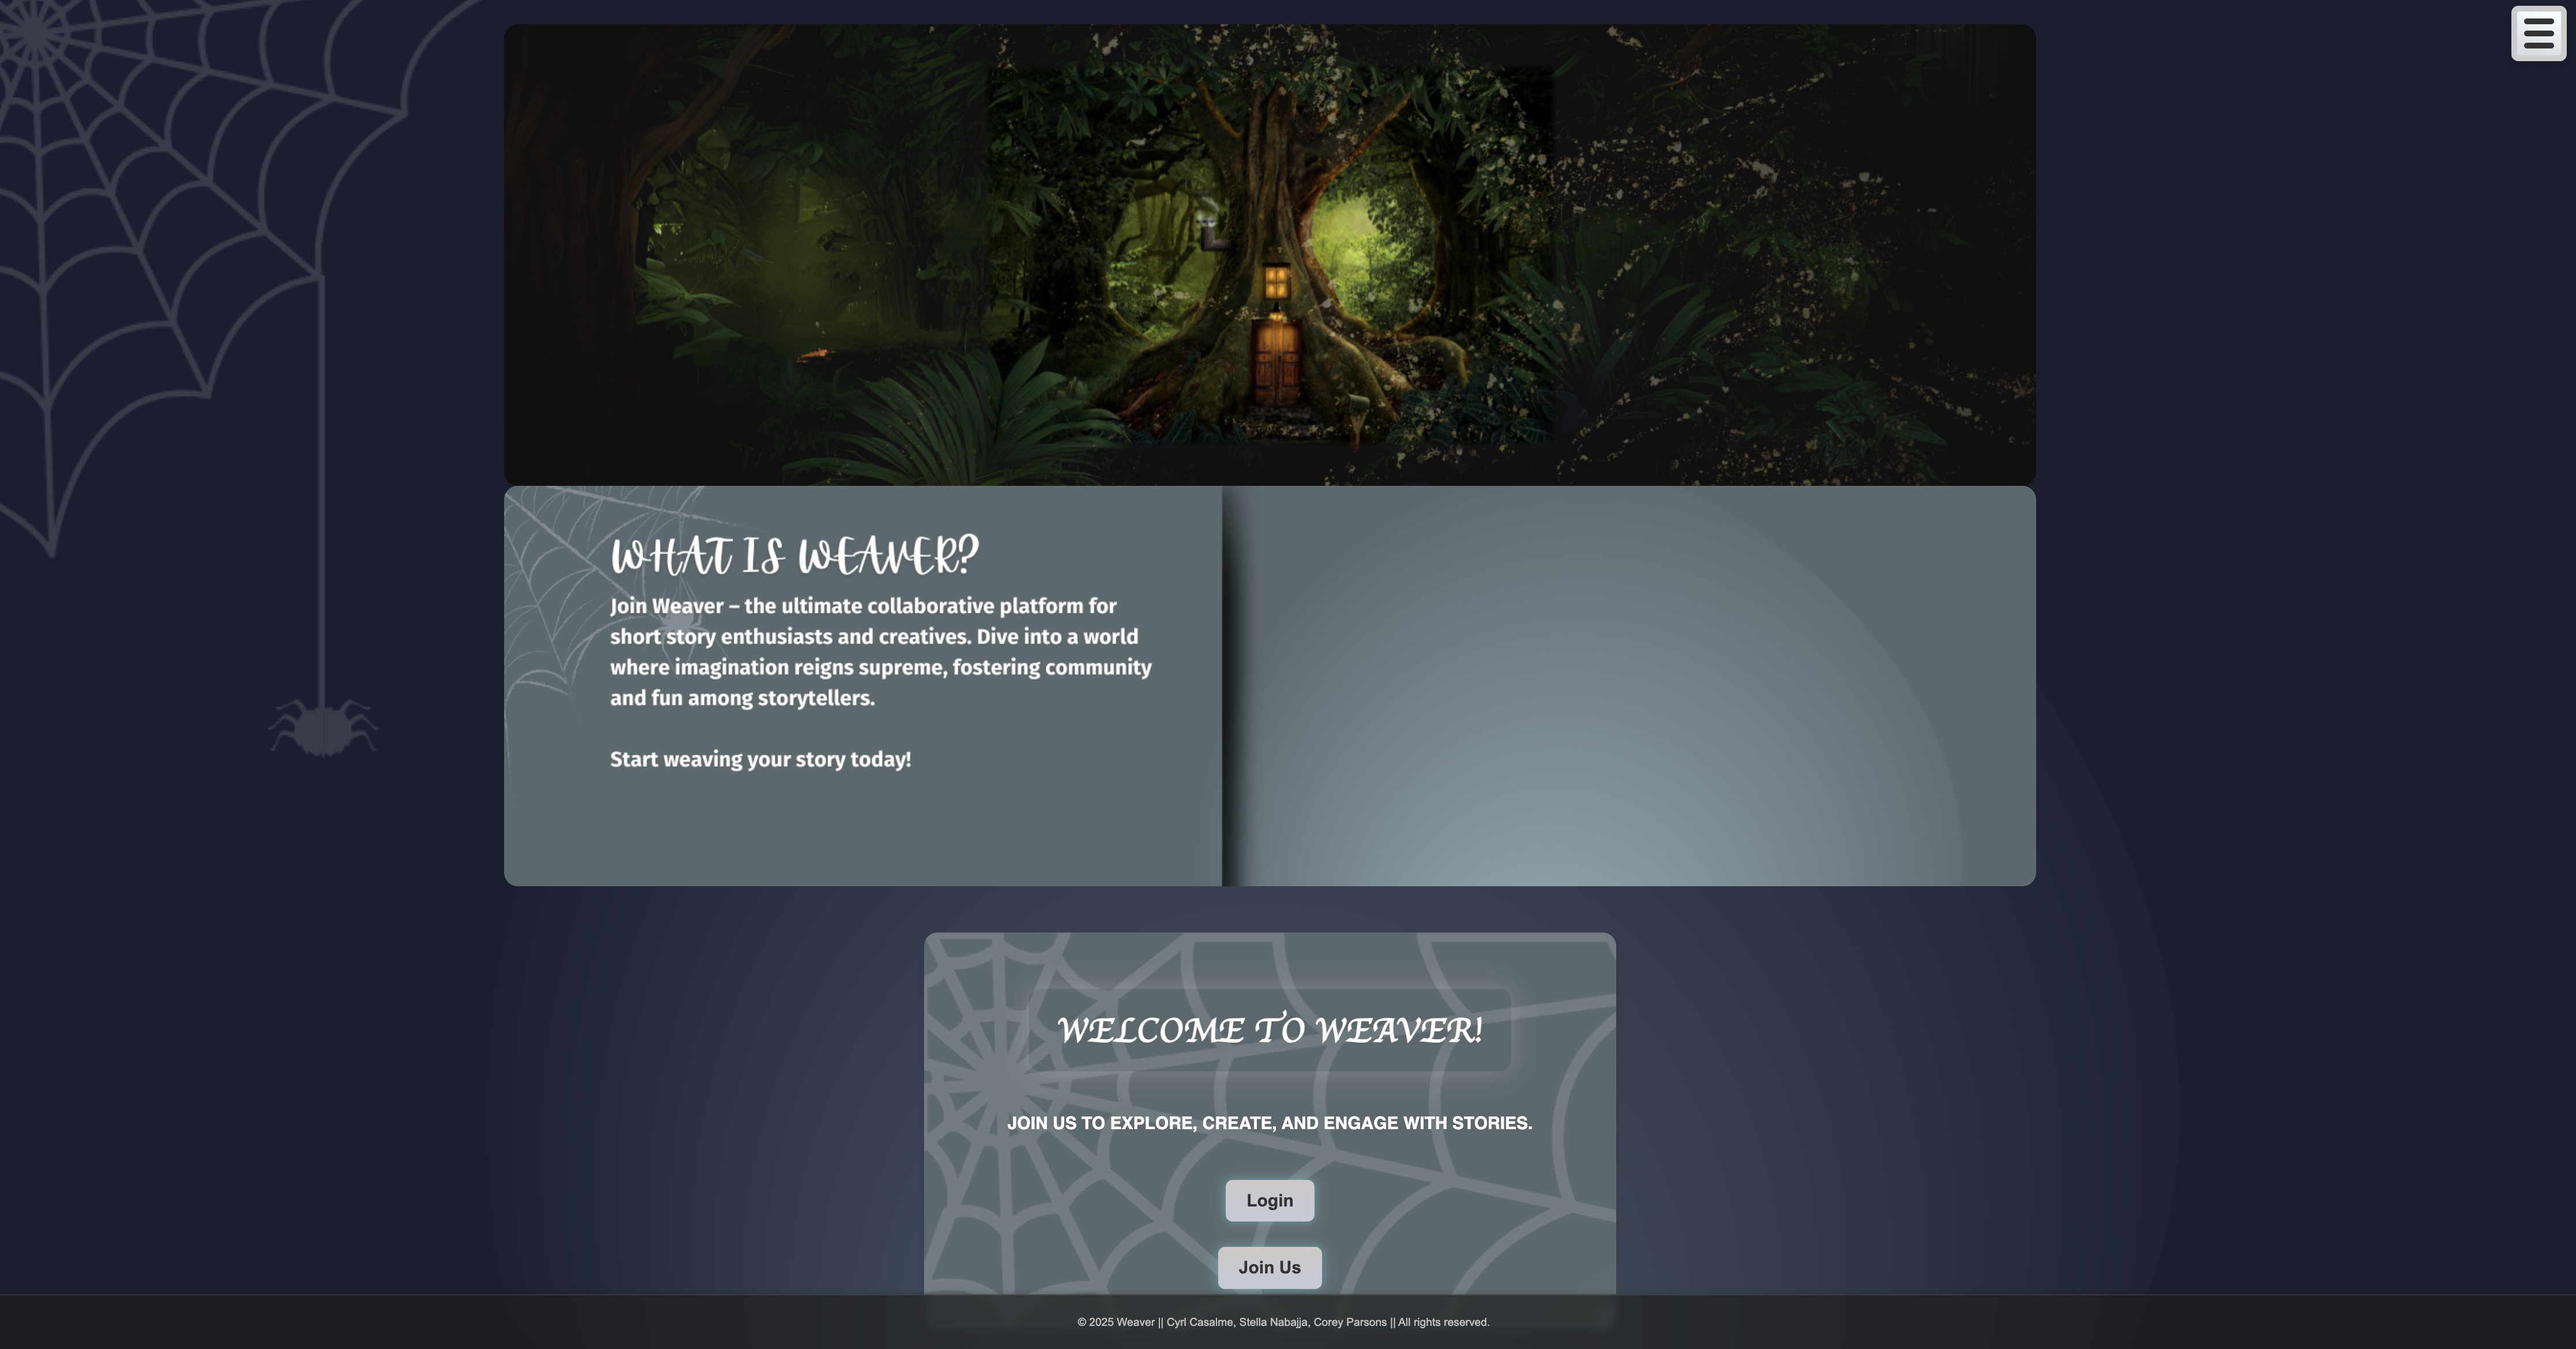 WHAT IS WEAVER?
Join Weaver – the ultimate collaborative platform for
short story enthusiasts and creatives. Dive into a world
where imagination reigns supreme, fostering community
and fun among storytellers.
Start weaving your story today!
WELCOME TO WEAVER!
JOIN US TO EXPLORE, CREATE, AND ENGAGE WITH STORIES.
Login
Join Us
© 2025 Weaver || Cyrl Casalme, Stella Nabajja, Corey Parsons || All rights reserved.